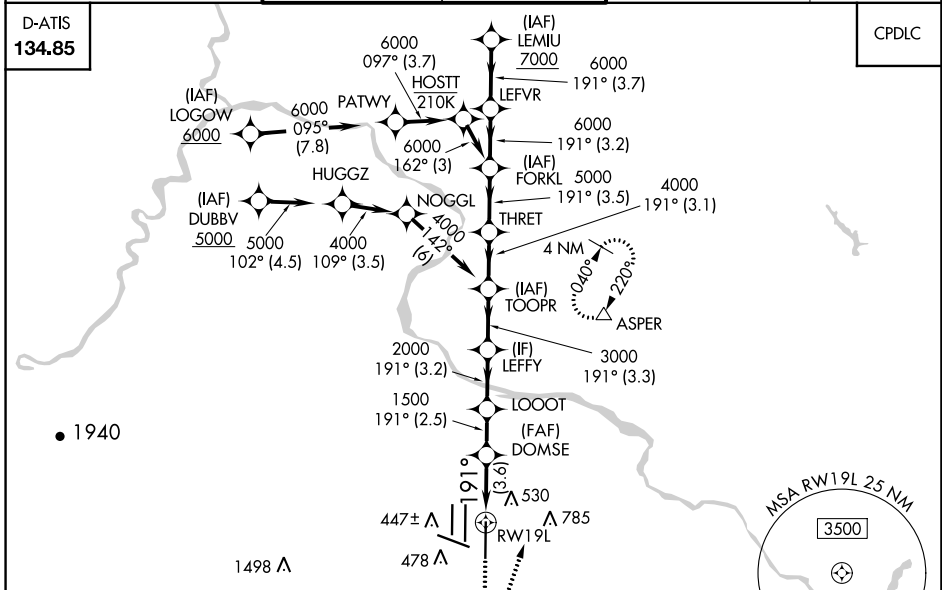 D-ATIS
134.85
CPDLC
(IAF)
LEMIU
7000
6000
191° (3.7)
6000
097° (3.7)
HOSTT
210K
PATWY
LEFVR
(IAF)
LOGOW
6000
6000
095°
(7.8)
6000
191° (3.2)
6000
162° (3)
(IAF)
FORKL
5000
191° (3.5)
4000
191° (3.1)
HUGGZ
NOGGL
(IAF)
DUBBV
5000
5000
102° (4.5)
4000
109° (3.5)
4000
142°
(6)
THRET
4 NM
040°
220°
ASPER
(IAF)
TOOPR
3000
191° (3.3)
(IF)
LEFFY
2000
191° (3.2)
LOOOT
1500
191° (2.5)
(FAF)
DOMSE
191°
(3.6)
1940
530
447±
785
RW19L
478
1498
MSA RW19L 25 NM
3500